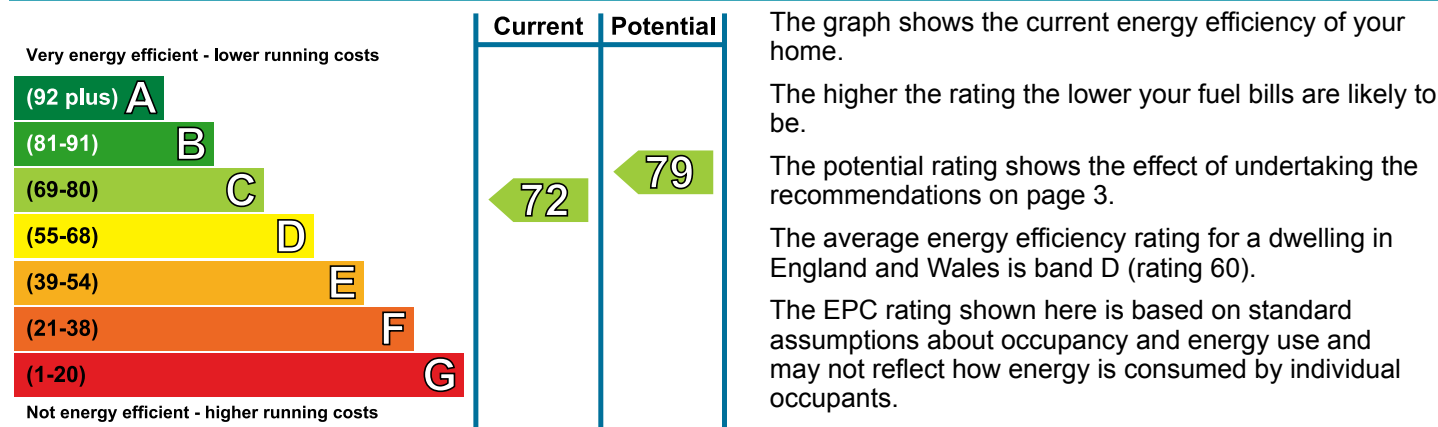 Current Potential
Very energy efficient - lower running costs
(92 plus) A
(81-91) B
(69-80) C
(55-68) D
(39-54) E
(21-38) F
(1-20) G
Not energy efficient - higher running costs
72
79
The graph shows the current energy efficiency of your
home.
The higher the rating the lower your fuel bills are likely to
be.
The potential rating shows the effect of undertaking the
recommendations on page 3.
The average energy efficiency rating for a dwelling in
England and Wales is band D (rating 60).
The EPC rating shown here is based on standard
assumptions about occupancy and energy use and
may not reflect how energy is consumed by individual
occupants.